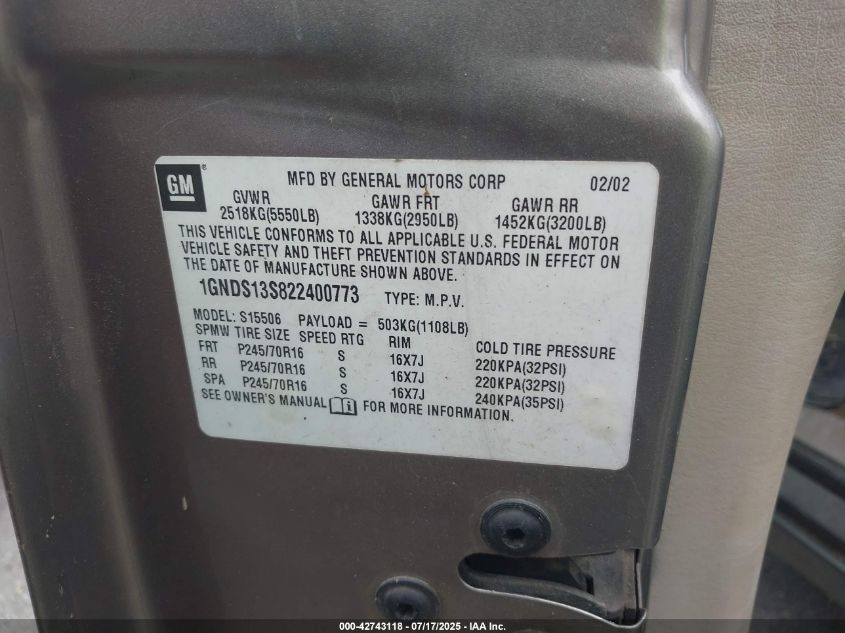 GM
MFD BY GENERAL MOTORS CORP 02/02
GVWR GAWR FRT GAWR RR
2518KG(5550LB) 1338KG(2950LB) 1452KG(3200LB)
THIS VEHICLE CONFORMS TO ALL APPLICABLE U.S. FEDERAL MOTOR
VEHICLE SAFETY AND THEFT PREVENTION STANDARDS IN EFFECT ON
THE DATE OF MANUFACTURE SHOWN ABOVE.
1GNDS13S822400773 TYPE: M.P.V.
MODEL: S15506 PAYLOAD = 503KG(1108LB)
SPMW TIRE SIZE SPEED RTG RIM COLD TIRE PRESSURE
FRT P245/70R16 S 16X7J 220KPA(32PSI)
RR P245/70R16 S 16X7J 220KPA(32PSI)
SPA P245/70R16 S 16X7J 240KPA(35PSI)
SEE OWNER'S MANUAL FOR MORE INFORMATION.
000-42743118 - 07/17/2025 - IAA Inc.